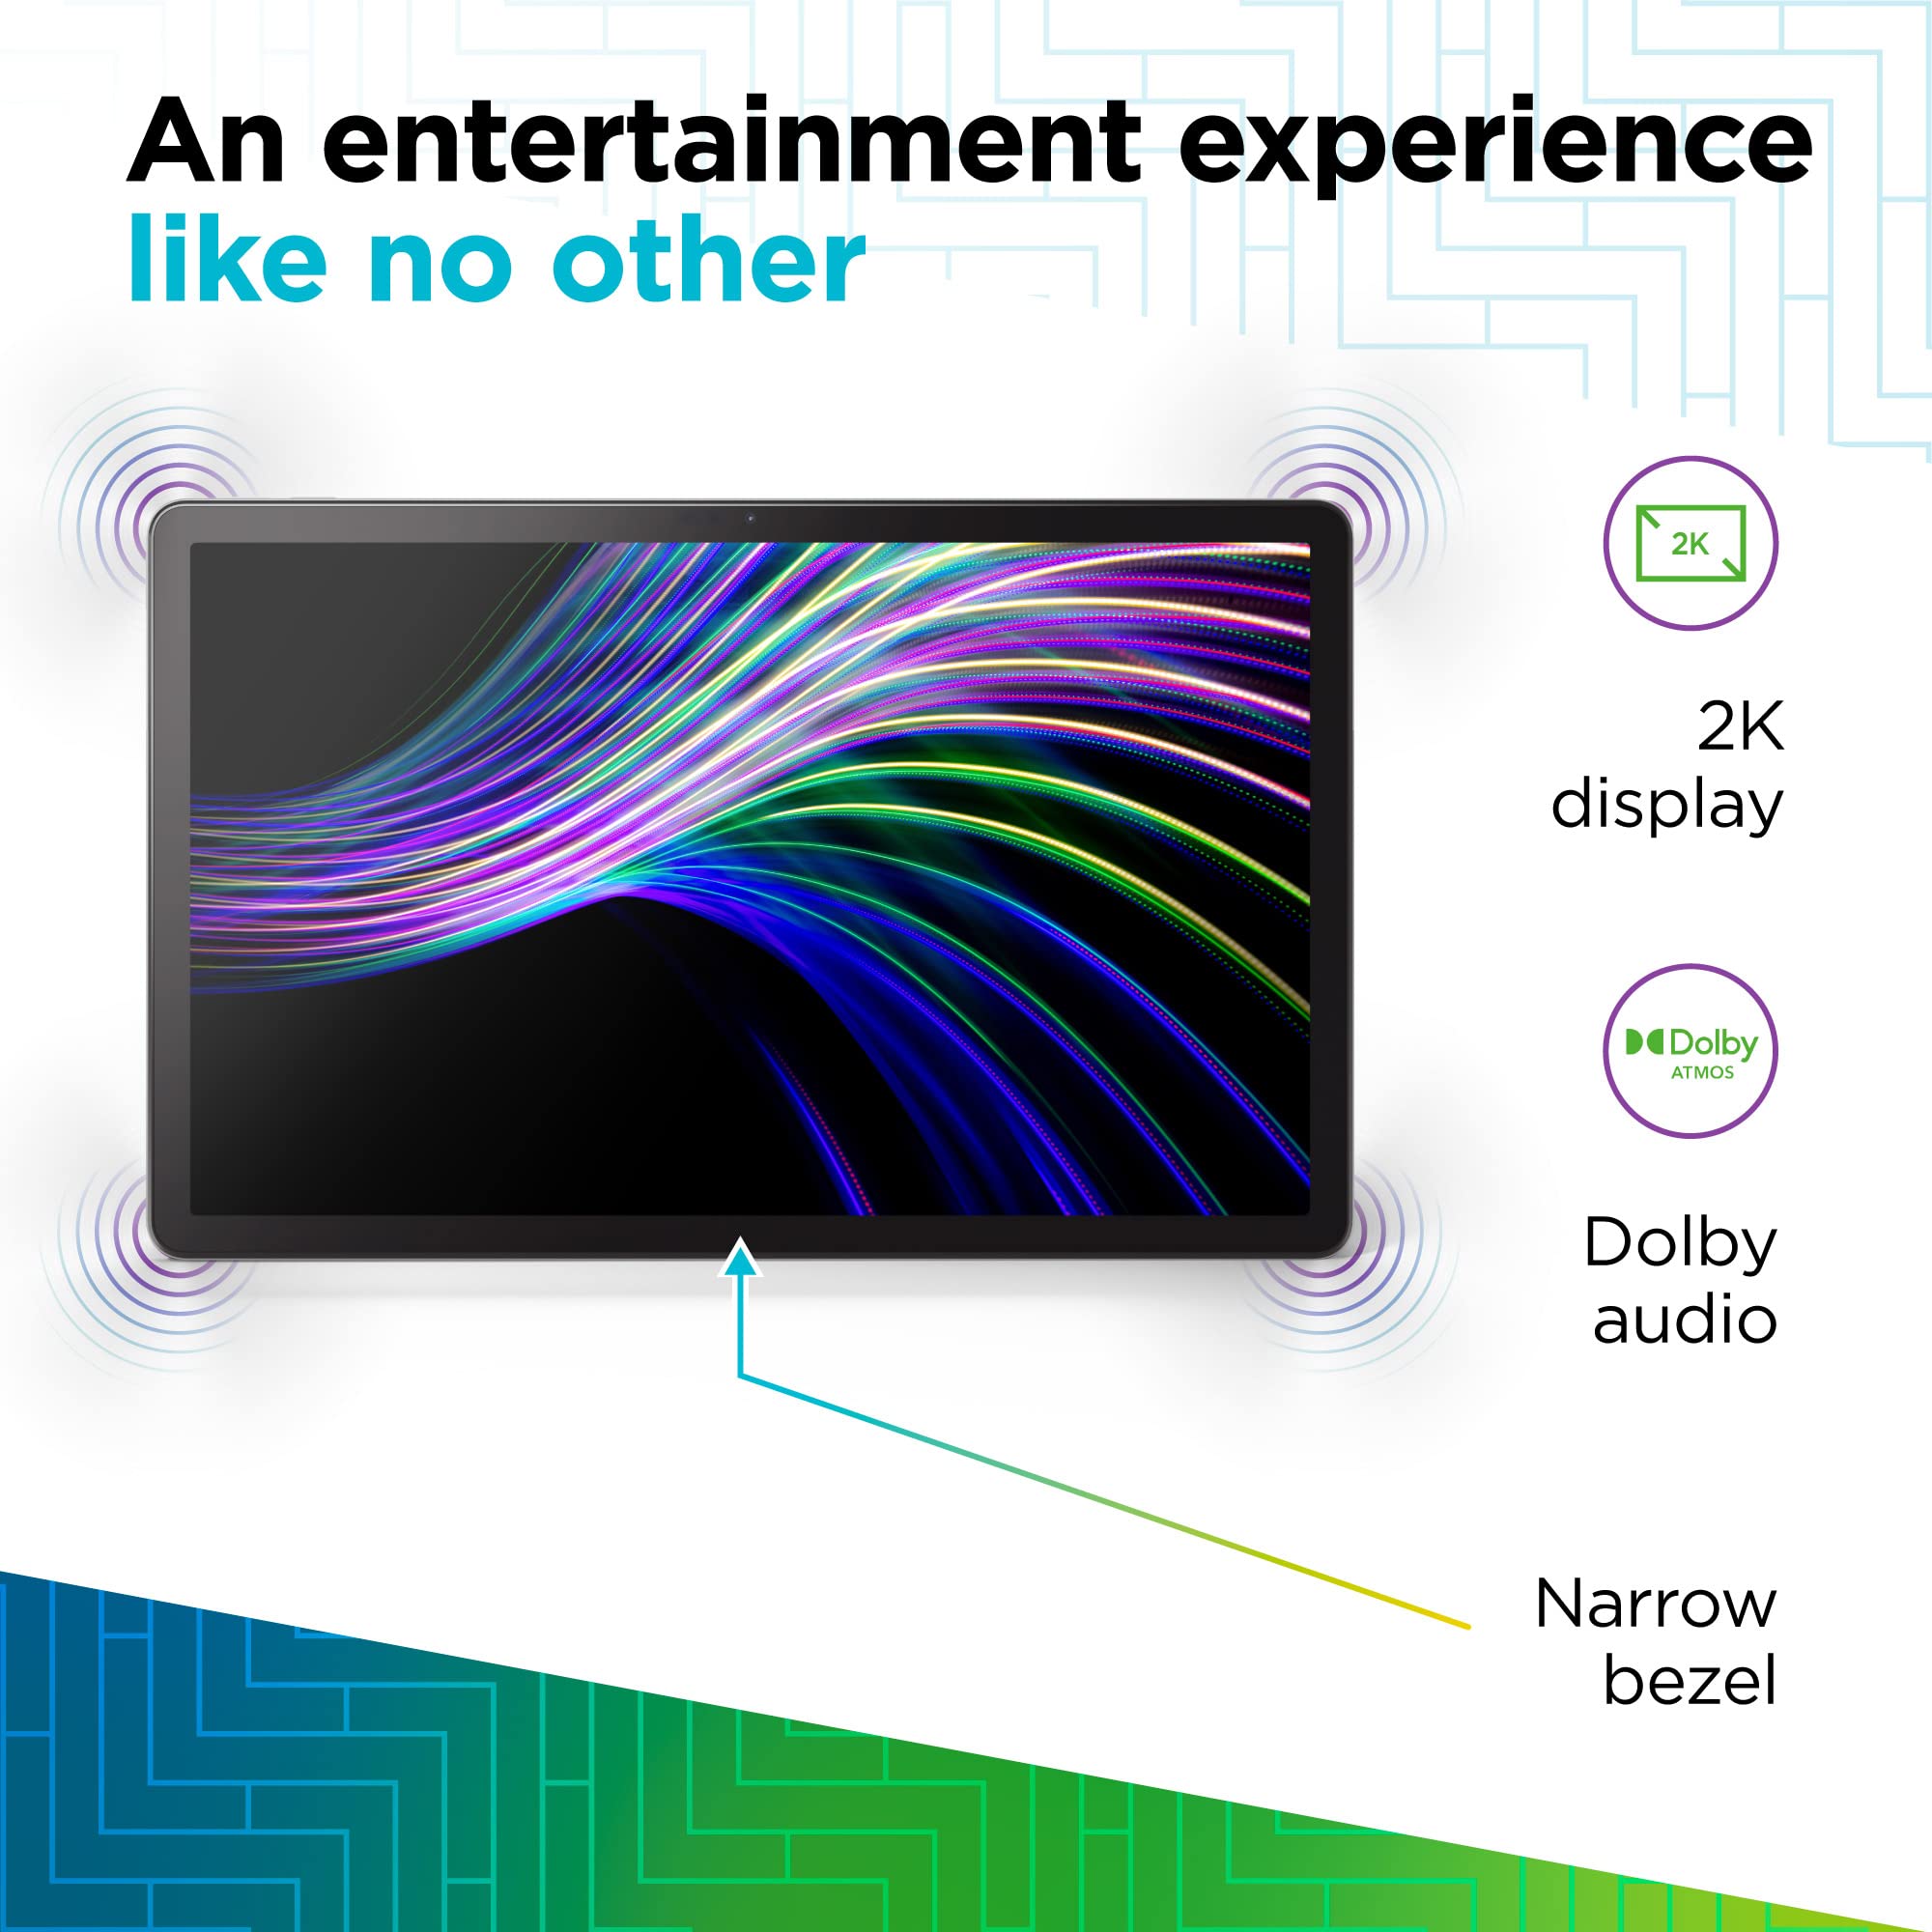 An entertainment experience
like no other
2K
2K
display
Dolby
ATMOS
Dolby
audio
Narrow
bezel